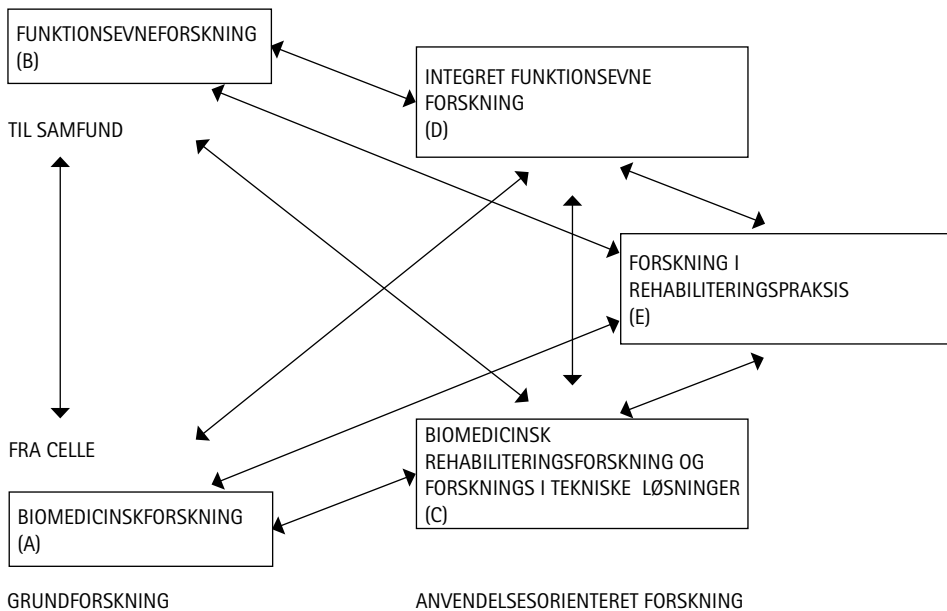 FUNKTIONSEVNEFORSKNING
(B)
INTEGRET FUNKTIONSEVNE
FORSKNING
(D)
TIL SAMFUND
FORSKNING I
REHABILITERINGSPRAKSIS
(E)
FRA CELLE
BIOMEDICINSK
REHABILITERINGSFORSKNING OG
FORSKNINGS I TEKNISKE LØSNINGER
(C)
BIOMEDICINSKFORSKNING
(A)
GRUNDFORSKNING
ANVENDELSESORIENTERET FORSKNING